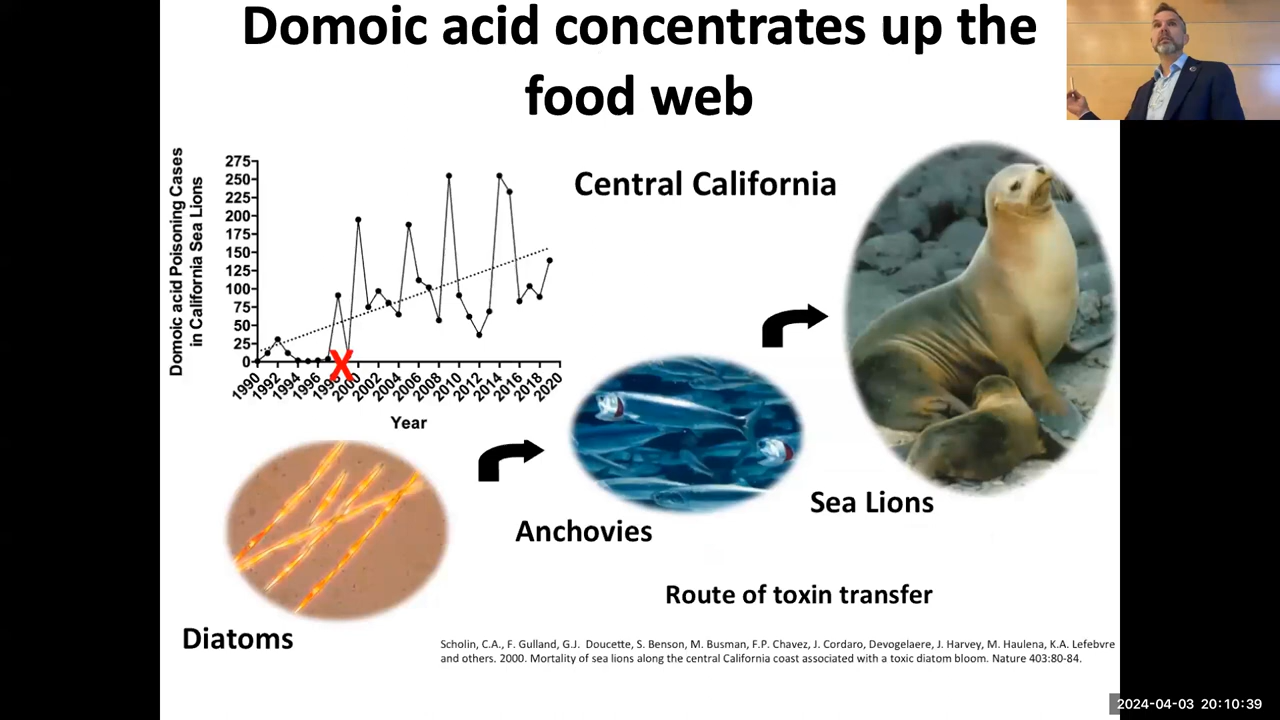 Domoic acid concentrates up the
food web
Domoic acid Poisoning Cases
in California Sea Lions
275
250
225
200
175
150
125
100
75
50
25
0
1990
1992
1994
1996
1998
2000
2002
2004
2006
2008
2010
2012
2014
2016
2018
2020
Year
X
Central California
Sea Lions
Anchovies
Route of toxin transfer
Diatoms
Scholin, C.A., F. Gulland, G.J. Doucette, S. Benson, M. Busman, F.P. Chavez, J. Cordaro, Devogelaere, J. Harvey, M. Haulena, K.A. Lefebvre
and others. 2000. Mortality of sea lions along the central California coast associated with a toxic diatom bloom. Nature 403:80-84.
2024-04-03 20:10:39